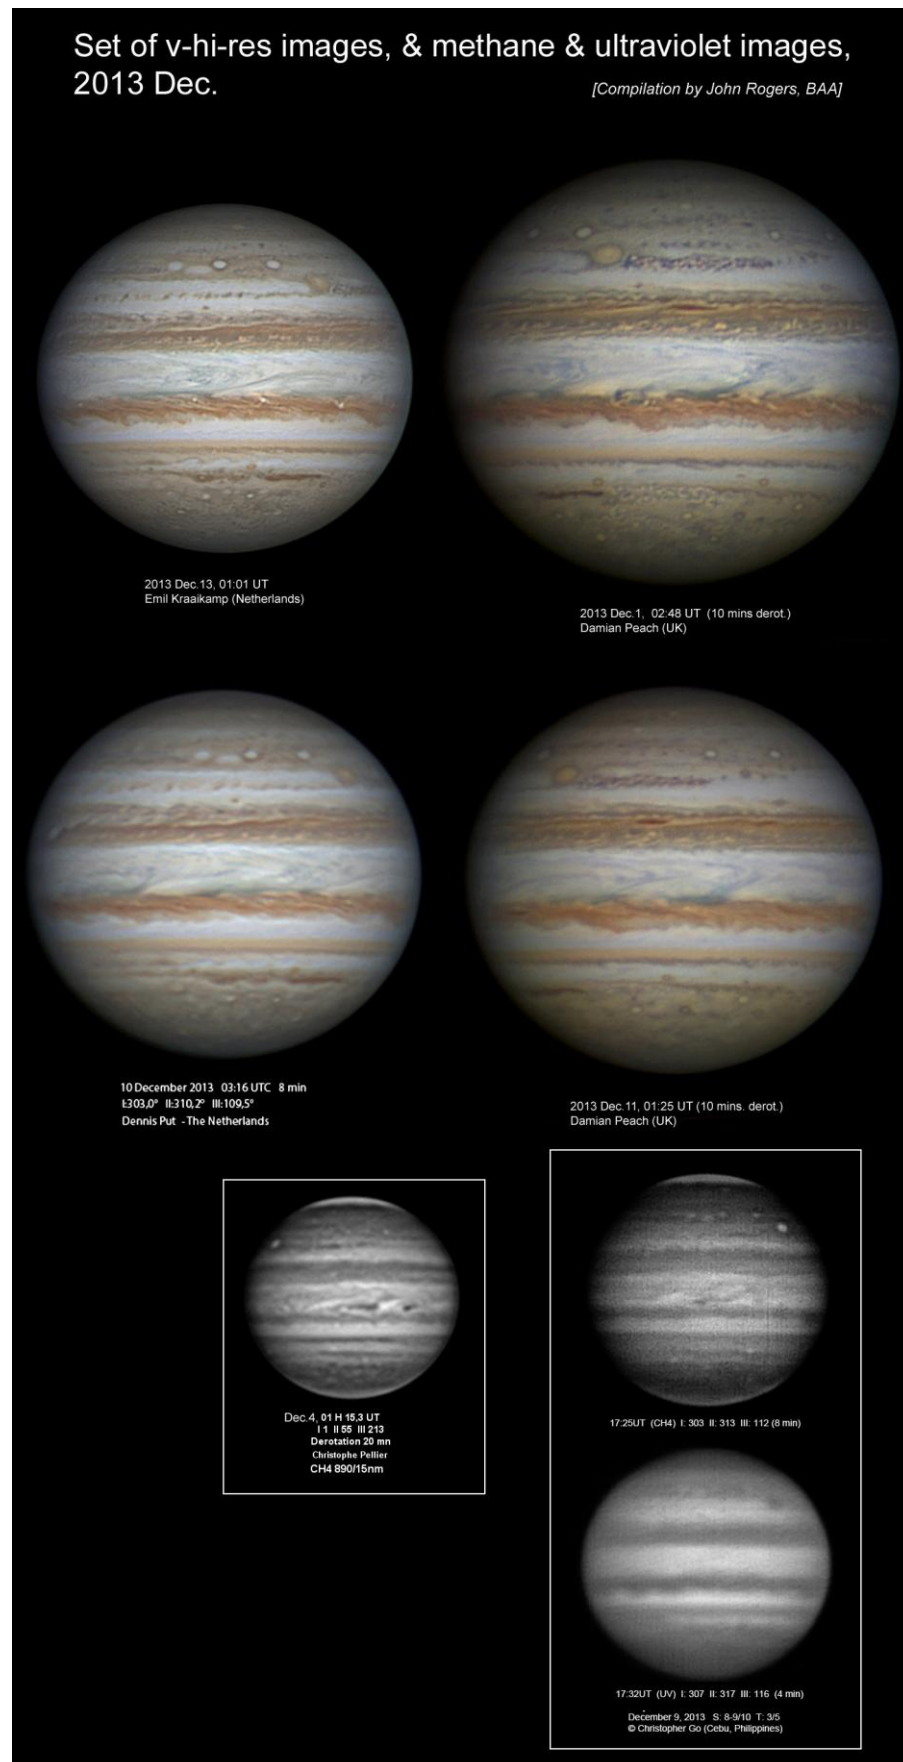 Set of v-hi-res images, & methane & ultraviolet images,
2013 Dec.
[Compilation by John Rogers, BAA]
2013 Dec.13, 01:01 UT
Emil Kraaikamp (Netherlands)
2013 Dec.1, 02:48 UT (10 mins derot.)
Damian Peach (UK)
10 December 2013 03:16 UTC 8 min
I:303,0° II:310,2° III:109,5°
Dennis Put - The Netherlands
2013 Dec.11, 01:25 UT (10 mins. derot.)
Damian Peach (UK)
Dec.4, 01 H 15,3 UT
I 1 II 55 III 213
Derotation 20 mn
Christophe Pellier
CH4 890/15nm
17:25UT (CH4) I: 303 II: 313 III: 112 (8 min)
17:32UT (UV) I: 307 II: 317 III: 116 (4 min)
December 9, 2013 S: 8-9/10 T: 3/5
© Christopher Go (Cebu, Philippines)